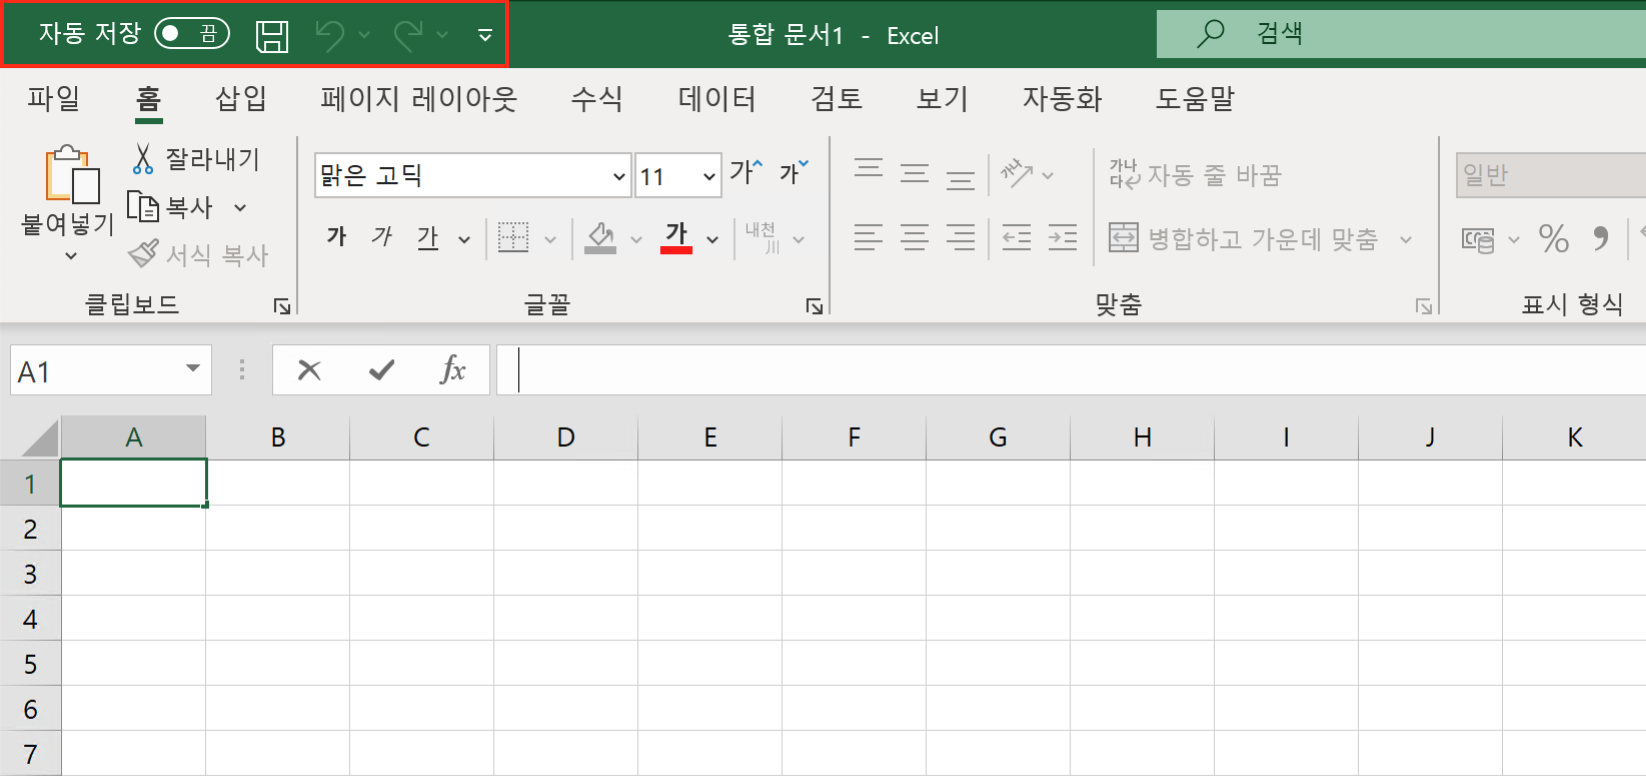 자동 저장 끔 통합 문서1 - Excel 검색
파일 홈 삽입 페이지 레이아웃 수식 데이터 검토 보기 자동화 도움말
붙여넣기 잘라내기
복사
서식 복사
클립보드
맑은 고딕 11 가 가
가 가 가 가 내천 川
글꼴
가나다 자동 줄 바꿈
병합하고 가운데 맞춤
맞춤
일반
% ,
표시 형식
A1 fx
A B C D E F G H I J K
1
2
3
4
5
6
7